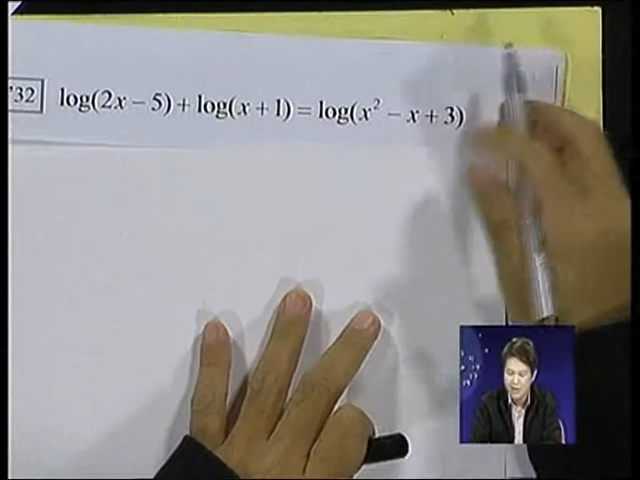 '32 log(2x − 5) + log(x + 1) = log(x² − x + 3)